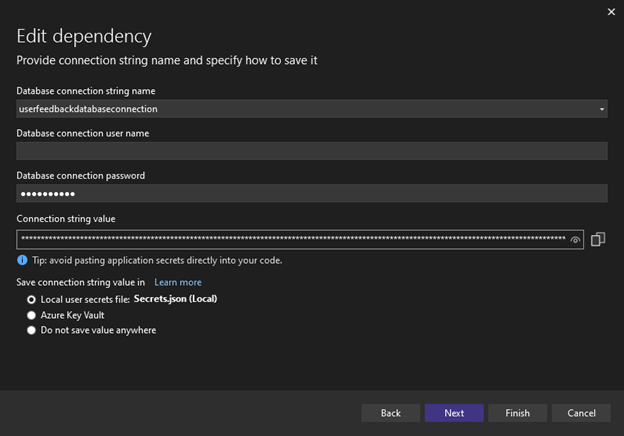 Edit dependency
Provide connection string name and specify how to save it
Database connection string name
userfeedbackdatabaseconnection
Database connection user name
Database connection password
••••••••••
Connection string value
Tip: avoid pasting application secrets directly into your code.
Save connection string value in Learn more
Local user secrets file: Secrets.json (Local)
Azure Key Vault
Do not save value anywhere
Back Next Finish Cancel